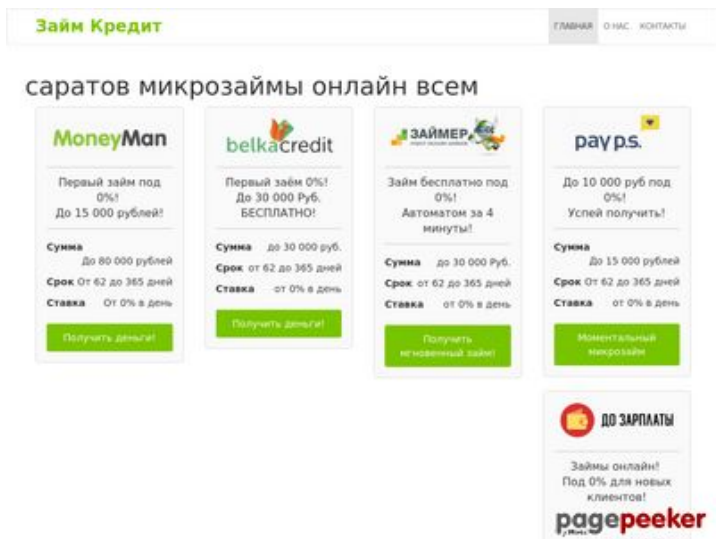 Займ Кредит
ГЛАВНАЯ О НАС. КОНТАКТЫ
саратов микрозаймы онлайн всем
MoneyMan
Первый займ под
0%!
До 15 000 рублей!
Сумма
До 80 000 рублей
Срок От 62 до 365 дней
Ставка От 0% в день
Получить деньги!
belkacredit
Первый заём 0%!
До 30 000 Руб.
БЕСПЛАТНО!
Сумма до 30 000 руб.
Срок от 62 до 365 дней
Ставка от 0% в день
Получить деньги!
ЗАЙМЕР
Займ бесплатно под
0%!
Автоматом за 4
минуты!
Сумма до 30 000 Руб.
Срок от 62 до 365 дней
Ставка от 0% в день
Получить
мгновенный займ!
pay p.s.
До 10 000 руб под
0%!
Успей получить!
Сумма
До 15 000 рублей
Срок От 62 до 365 дней
Ставка от 0% в день
Моментальный
микрозайм
ДО ЗАРПЛАТЫ
Займы онлайн!
Под 0% для новых
клиентов!
pagepeeker